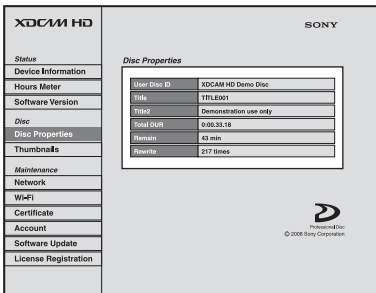 XDCAM HD
SONY
Status
Device Information
Hours Meter
Software Version
Disc
Disc Properties
Thumbnails
Maintenance
Network
Wi-Fi
Certificate
Account
Software Update
License Registration
Disc Properties
User Disc ID XDCAM HD Demo Disc
Title TITLE001
Title2 Demonstration use only
Total DUR 0:00.33.18
Remain 43 min
Rewrite 217 times
Professional Disc
© 2008 Sony Corporation